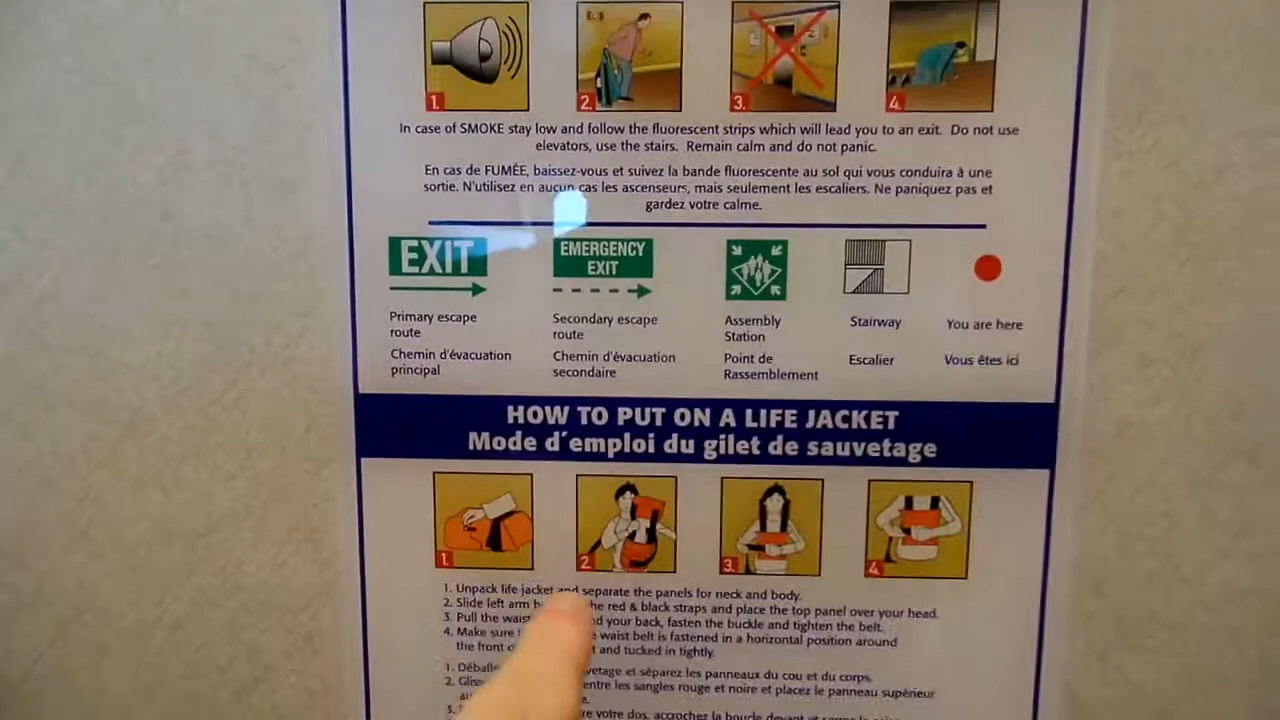 1.
2.
3.
4.
In case of SMOKE stay low and follow the fluorescent strips which will lead you to an exit. Do not use
elevators, use the stairs. Remain calm and do not panic.
En cas de FUMÉE, baissez-vous et suivez la bande fluorescente au sol qui vous conduira à une
sortie. N'utilisez en aucun cas les ascenseurs, mais seulement les escaliers. Ne paniquez pas et
gardez votre calme.
EXIT
EMERGENCY
EXIT
Primary escape
route
Chemin d'évacuation
principal
Secondary escape
route
Chemin d'évacuation
secondaire
Assembly
Station
Point de
Rassemblement
Stairway
Escalier
You are here
Vous êtes ici
HOW TO PUT ON A LIFE JACKET
Mode d'emploi du gilet de sauvetage
1.
2.
3.
4.
1. Unpack life jacket and separate the panels for neck and body.
2. Slide left arm the red & black straps and place the top panel over your head.
3. Pull the waist your back, fasten the buckle and tighten the belt.
4. Make sure waist belt is fastened in a horizontal position around
the front and tucked in tightly.
1. et séparez les panneaux du cou et du corps.
2. entre les sangles rouge et noire et placez le panneau supérieur
votre dos, accrochez la boucle devant et